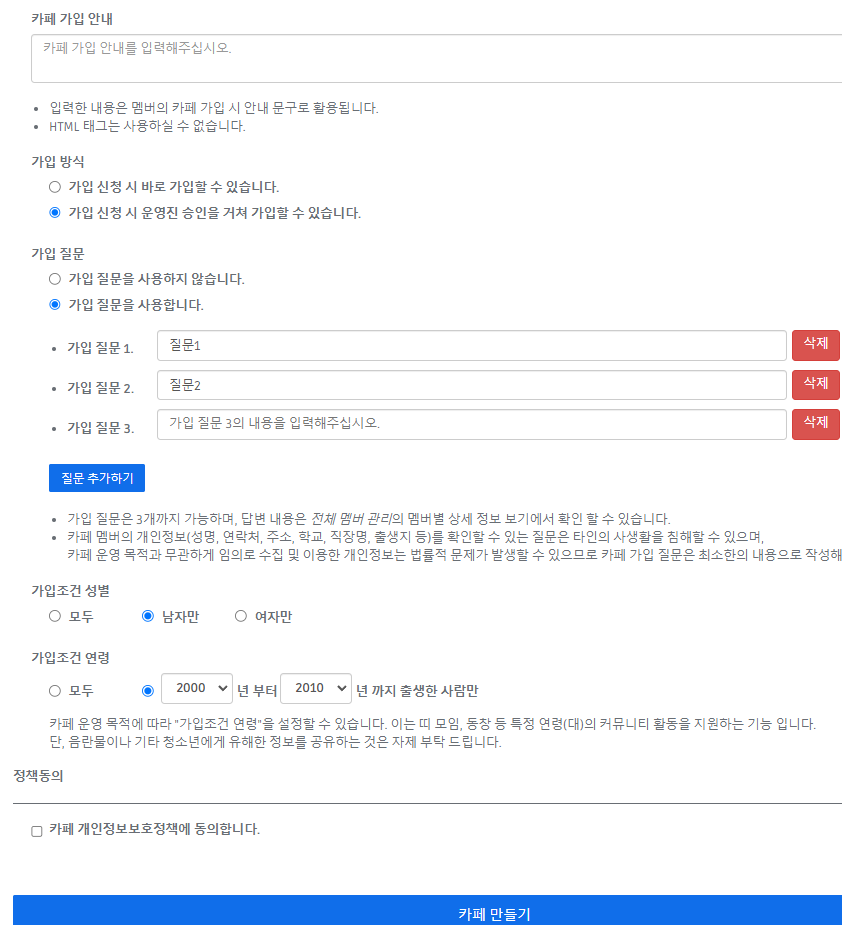 카페 가입 안내
카페 가입 안내를 입력해주십시오.
입력한 내용은 멤버의 카페 가입 시 안내 문구로 활용됩니다.
HTML 태그는 사용하실 수 없습니다.
가입 방식
가입 신청 시 바로 가입할 수 있습니다.
가입 신청 시 운영진 승인을 거쳐 가입할 수 있습니다.
가입 질문
가입 질문을 사용하지 않습니다.
가입 질문을 사용합니다.
가입 질문 1. 질문1 삭제
가입 질문 2. 질문2 삭제
가입 질문 3. 가입 질문 3의 내용을 입력해주십시오. 삭제
질문 추가하기
가입 질문은 3개까지 가능하며, 답변 내용은 전체 멤버 관리의 멤버별 상세 정보 보기에서 확인 할 수 있습니다.
카페 멤버의 개인정보(성명, 연락처, 주소, 학교, 직장명, 출생지 등)를 확인할 수 있는 질문은 타인의 사생활을 침해할 수 있으며,
카페 운영 목적과 무관하게 임의로 수집 및 이용한 개인정보는 법률적 문제가 발생할 수 있으므로 카페 가입 질문은 최소한의 내용으로 작성해
가입조건 성별
모두 남자만 여자만
가입조건 연령
모두 2000 년 부터 2010 년 까지 출생한 사람만
카페 운영 목적에 따라 "가입조건 연령"을 설정할 수 있습니다. 이는 띠 모임, 동창 등 특정 연령(대)의 커뮤니티 활동을 지원하는 기능 입니다.
단, 음란물이나 기타 청소년에게 유해한 정보를 공유하는 것은 자제 부탁 드립니다.
정책동의
카페 개인정보보호정책에 동의합니다.
카페 만들기